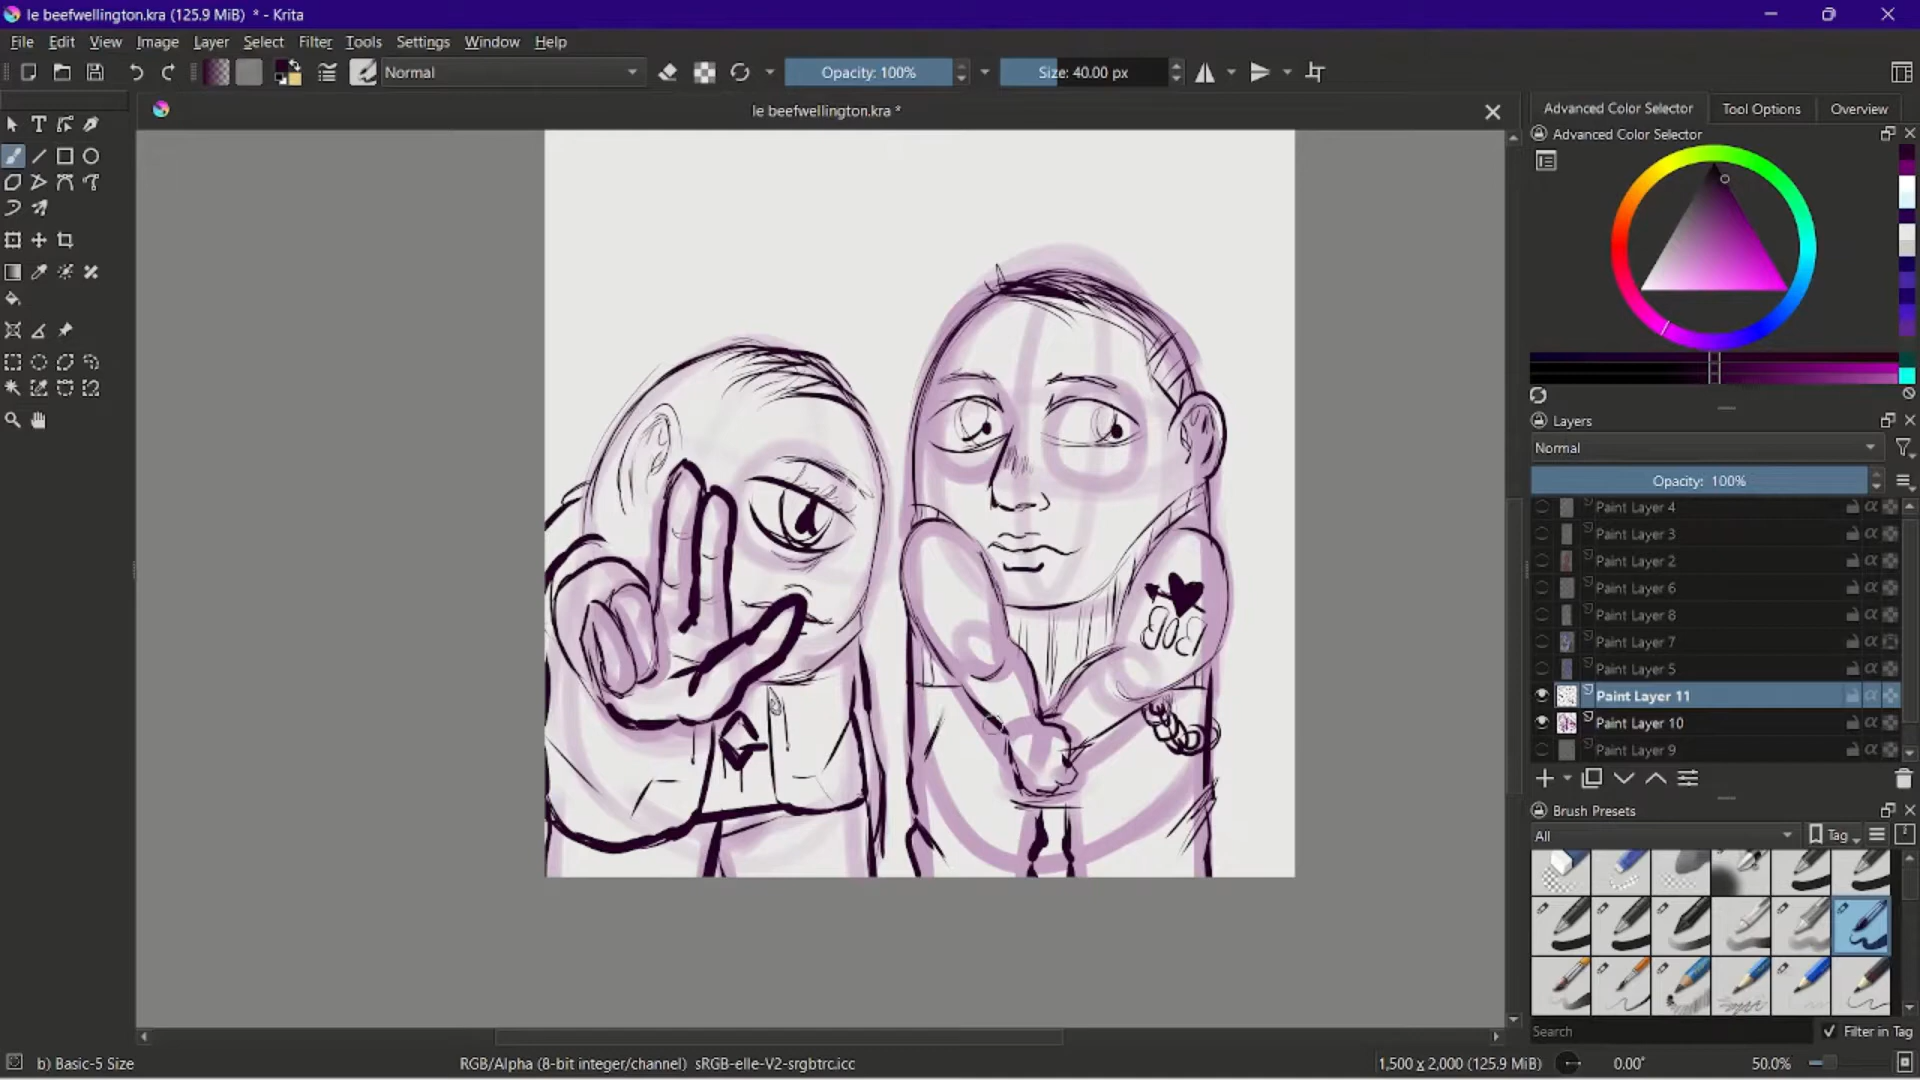 le beefwellington.kra (125.9 MiB) * - Krita
File Edit View Image Layer Select Filter Tools Settings Window Help
Normal
Opacity: 100%
Size: 40.00 px
le beefwellington.kra *
Advanced Color Selector
Tool Options
Overview
Advanced Color Selector
Layers
Normal
Opacity: 100%
Paint Layer 4
Paint Layer 3
Paint Layer 2
Paint Layer 6
Paint Layer 8
Paint Layer 7
Paint Layer 5
Paint Layer 11
Paint Layer 10
Paint Layer 9
BOB!
Brush Presets
All
Tag
Search
Filter in Tag
b) Basic-5 Size
RGB/Alpha (8-bit integer/channel) sRGB-elle-V2-srgbtrc.icc
1,500 x 2,000 (125.9 MiB)
0.00°
50.0%